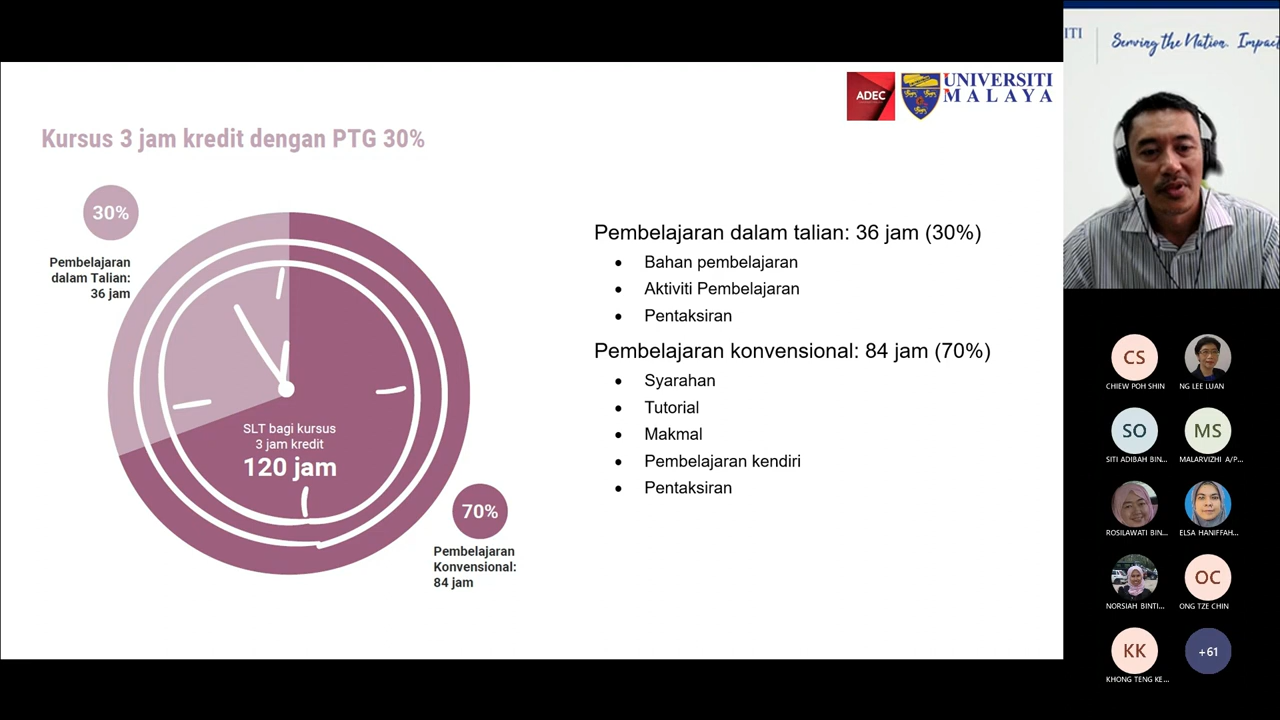 ADEC
UNIVERSITI
MALAYA
Kursus 3 jam kredit dengan PTG 30%
30%
Pembelajaran
dalam Talian:
36 jam
SLT bagi kursus
3 jam kredit
120 jam
70%
Pembelajaran
Konvensional:
84 jam
Pembelajaran dalam talian: 36 jam (30%)
• Bahan pembelajaran
• Aktiviti Pembelajaran
• Pentaksiran
Pembelajaran konvensional: 84 jam (70%)
• Syarahan
• Tutorial
• Makmal
• Pembelajaran kendiri
• Pentaksiran
ITI
Serving the Nation. Impact
CS
CHIEW POH SHIN
NG LEE LUAN
SO
SITI ADIBAH BIN...
MS
MALARVIZHI A/P...
ROSILAWATI BIN...
ELSA HANIFFAH...
NORSIAH BINTI...
OC
ONG TZE CHIN
KK
KHONG TENG KE...
+61